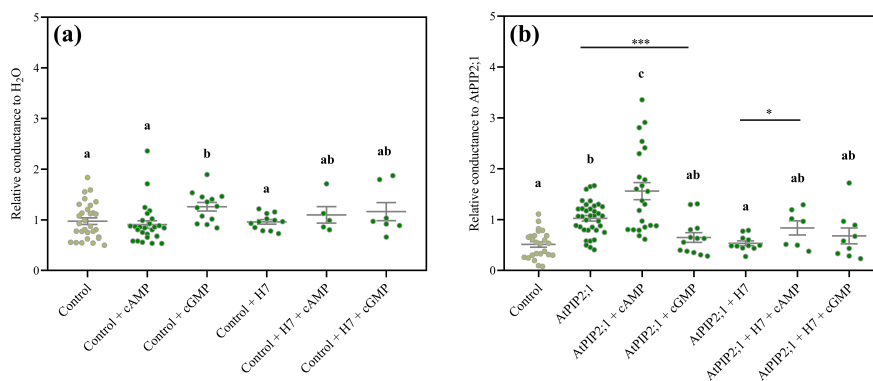 (a)
Relative conductance to H₂O
5
4
3
2
1
0
a
a
b
a
ab
ab
Control
Control + cAMP
Control + cGMP
Control + H7
Control + H7 + cAMP
Control + H7 + cGMP
(b)
Relative conductance to AtPIP2;1
5
4
3
2
1
0
***
*
a
b
c
ab
a
ab
ab
Control
AtPIP2;1
AtPIP2;1 + cAMP
AtPIP2;1 + cGMP
AtPIP2;1 + H7
AtPIP2;1 + H7 + cAMP
AtPIP2;1 + H7 + cGMP